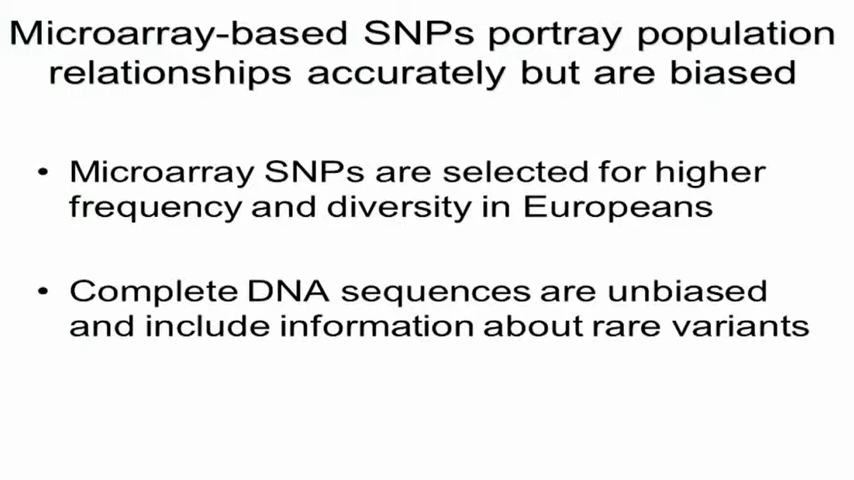 Microarray-based SNPs portray population
relationships accurately but are biased
• Microarray SNPs are selected for higher
frequency and diversity in Europeans
• Complete DNA sequences are unbiased
and include information about rare variants